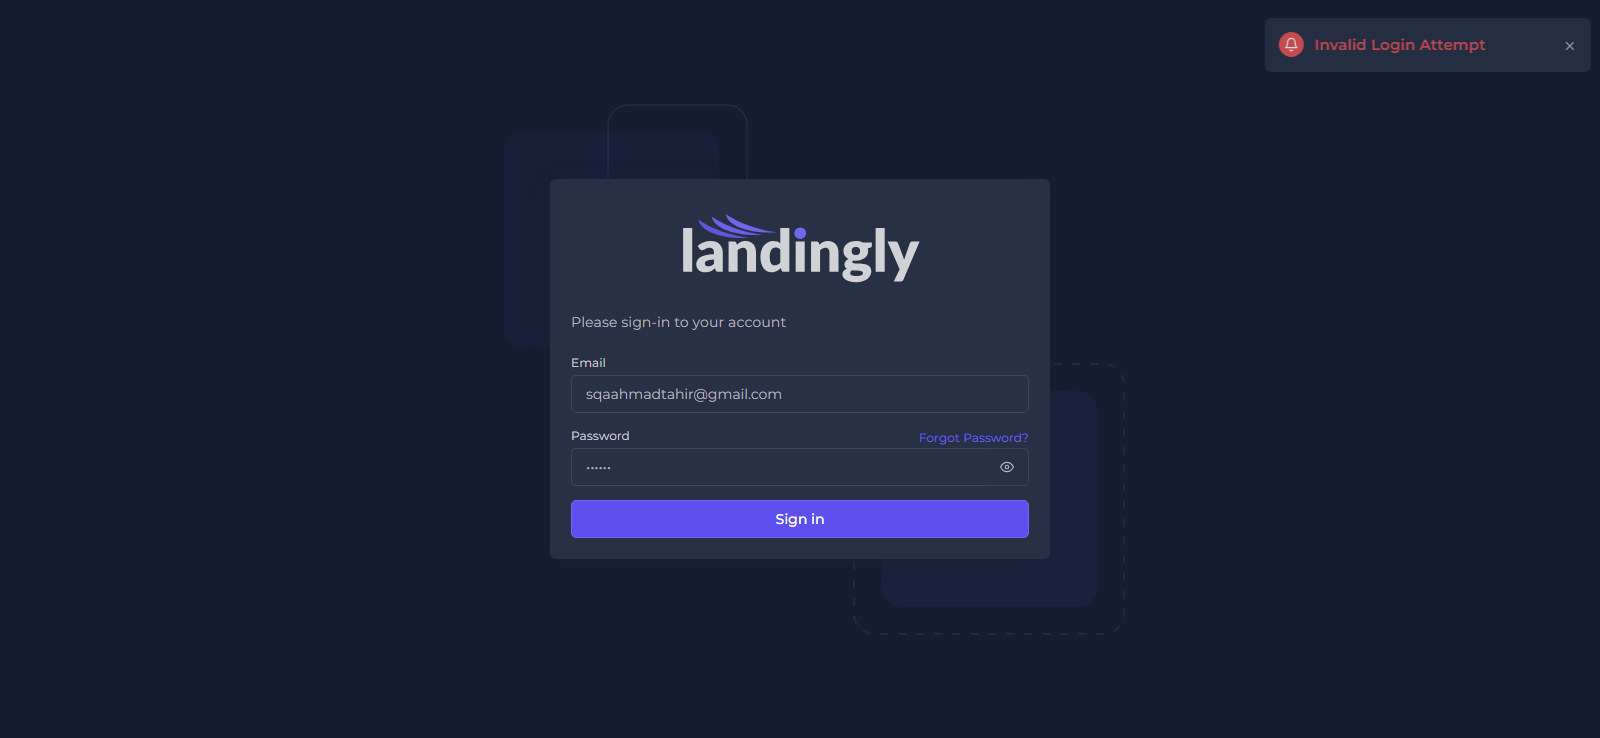 Invalid Login Attempt
landingly
Please sign-in to your account
Email
sqaahmadtahir@gmail.com
Password
Forgot Password?
••••••
Sign in